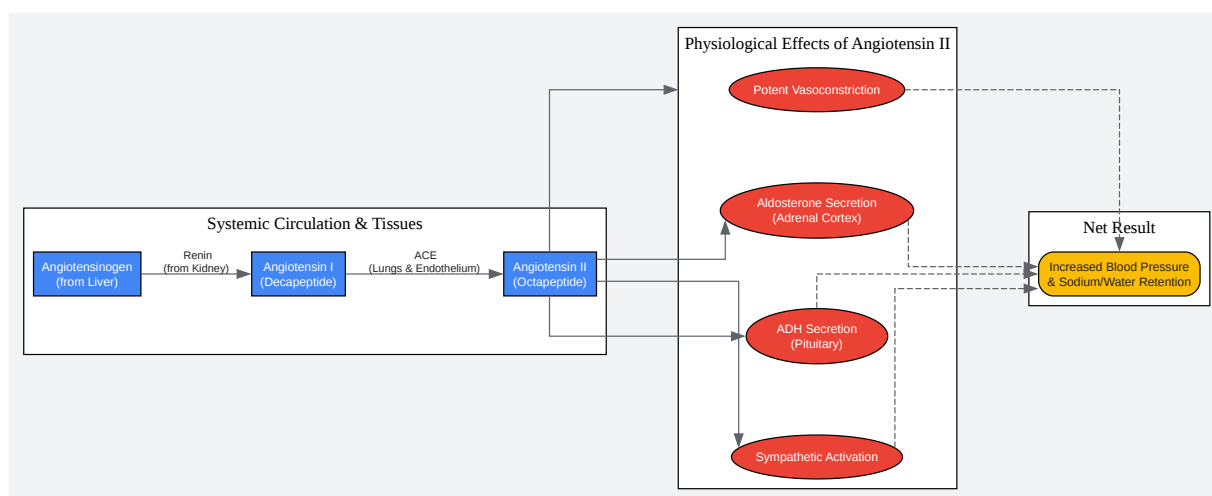 Physiological Effects of Angiotensin II
Potent Vasoconstriction
Aldosterone Secretion
(Adrenal Cortex)
Systemic Circulation & Tissues
Net Result
Angiotensinogen
(from Liver)
Renin
(from Kidney)
Angiotensin I
(Decapeptide)
ACE
(Lungs & Endothelium)
Angiotensin II
(Octapeptide)
Increased Blood Pressure
& Sodium/Water Retention
ADH Secretion
(Pituitary)
Sympathetic Activation